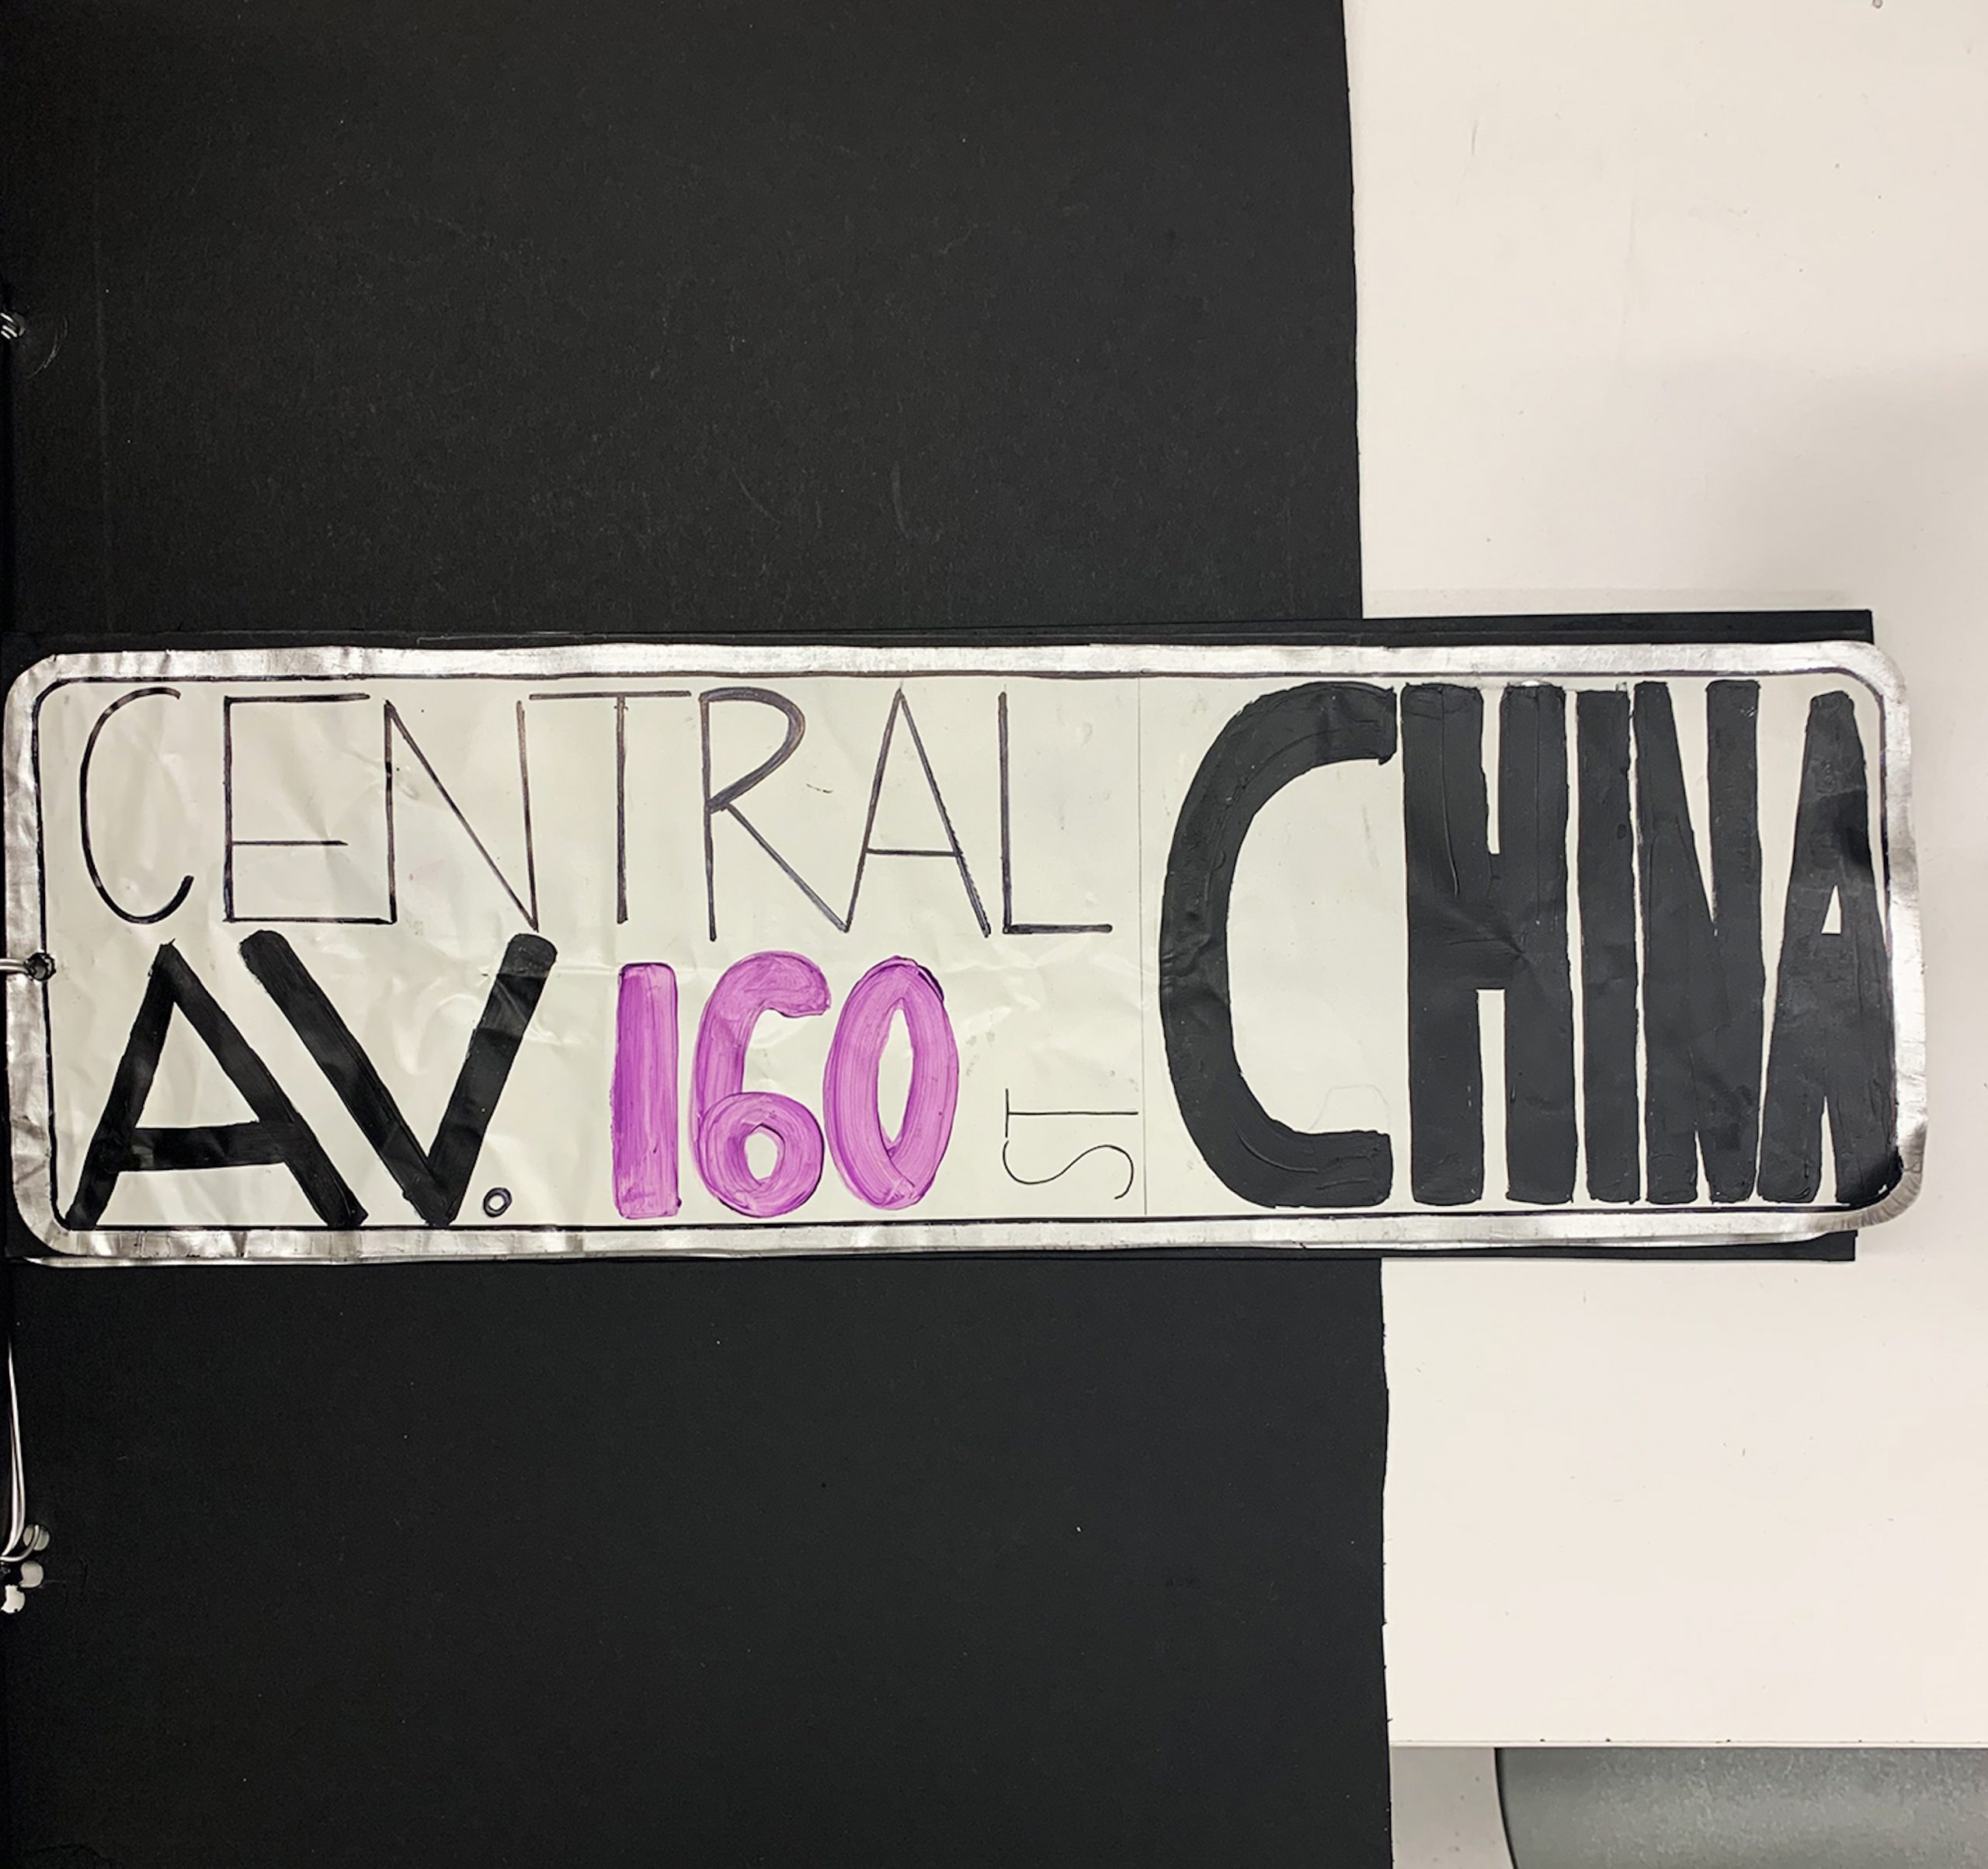 CENTRAL
AV. 160 ST
CHINA